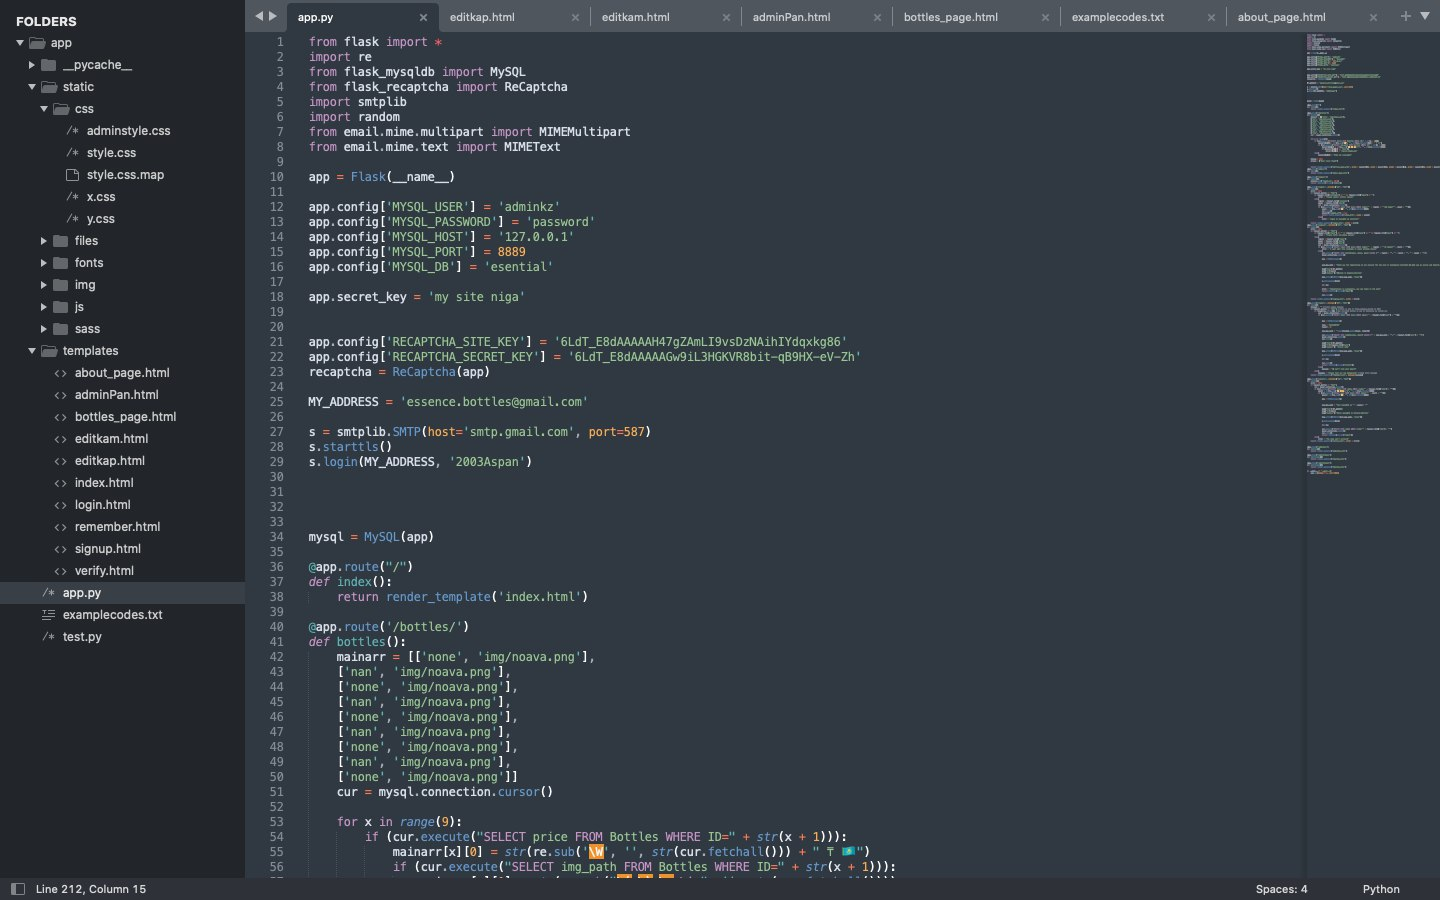 FOLDERS
app
__pycache__
static
css
adminstyle.css
style.css
style.css.map
x.css
y.css
files
fonts
img
js
sass
templates
about_page.html
adminPan.html
bottles_page.html
editkam.html
editkap.html
index.html
login.html
remember.html
signup.html
verify.html
app.py
examplecodes.txt
test.py
app.py editkap.html editkam.html adminPan.html bottles_page.html examplecodes.txt about_page.html
1 from flask import *
2 import re
3 from flask_mysqldb import MySQL
4 from flask_recaptcha import ReCaptcha
5 import smtplib
6 import random
7 from email.mime.multipart import MIMEMultipart
8 from email.mime.text import MIMEText
9
10 app = Flask(__name__)
11
12 app.config['MYSQL_USER'] = 'adminkz'
13 app.config['MYSQL_PASSWORD'] = 'password'
14 app.config['MYSQL_HOST'] = '127.0.0.1'
15 app.config['MYSQL_PORT'] = 8889
16 app.config['MYSQL_DB'] = 'esential'
17
18 app.secret_key = 'my site niga'
19
20
21 app.config['RECAPTCHA_SITE_KEY'] = '6LdT_E8dAAAAAH47gZAmLI9vsDzNAihIYdqxkg86'
22 app.config['RECAPTCHA_SECRET_KEY'] = '6LdT_E8dAAAAAGw9iL3HGKVR8bit-qB9HX-eV-Zh'
23 recaptcha = ReCaptcha(app)
24
25 MY_ADDRESS = 'essence.bottles@gmail.com'
26
27 s = smtplib.SMTP(host='smtp.gmail.com', port=587)
28 s.starttls()
29 s.login(MY_ADDRESS, '2003Aspan')
30
31
32
33
34 mysql = MySQL(app)
35
36 @app.route("/")
37 def index():
38 return render_template('index.html')
39
40 @app.route('/bottles/')
41 def bottles():
42 mainarr = [['none', 'img/noava.png'],
43 ['nan', 'img/noava.png'],
44 ['none', 'img/noava.png'],
45 ['nan', 'img/noava.png'],
46 ['none', 'img/noava.png'],
47 ['nan', 'img/noava.png'],
48 ['none', 'img/noava.png'],
49 ['nan', 'img/noava.png'],
50 ['none', 'img/noava.png']]
51 cur = mysql.connection.cursor()
52
53 for x in range(9):
54 if (cur.execute("SELECT price FROM Bottles WHERE ID=" + str(x + 1))):
55 mainarr[x][0] = str(re.sub('\W', '', str(cur.fetchall())) + " ₸ 🇰🇿")
56 if (cur.execute("SELECT img_path FROM Bottles WHERE ID=" + str(x + 1))):
Line 212, Column 15
Spaces: 4
Python